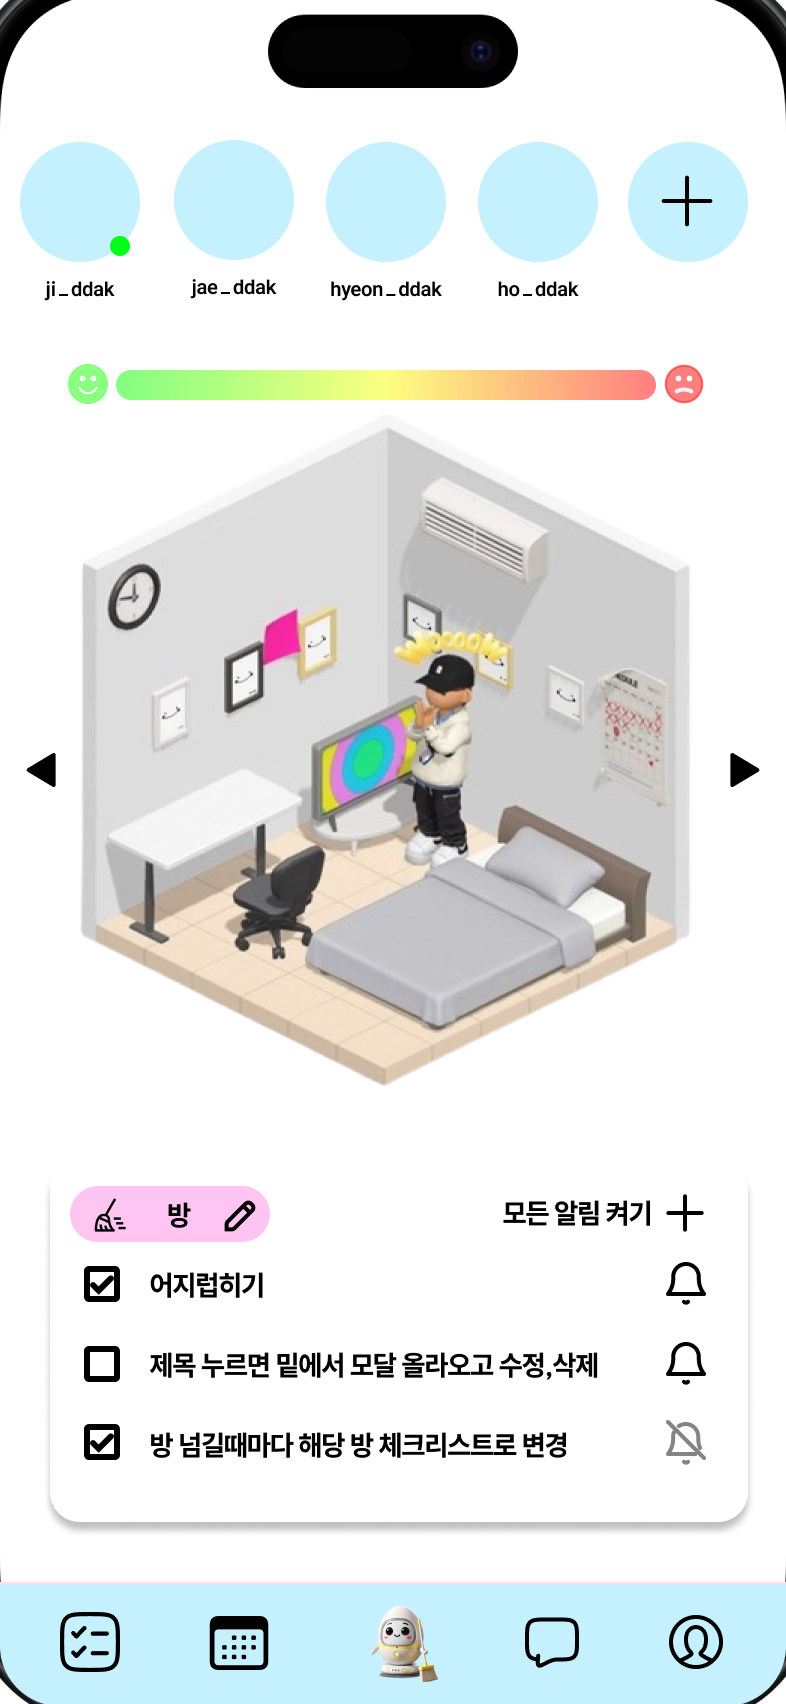 ji_ddak
jae_ddak
hyeon_ddak
ho_ddak
WOOOOW
방
모든 알림 켜기
어지럽히기
제목 누르면 밑에서 모달 올라오고 수정,삭제
방 넘길때마다 해당 방 체크리스트로 변경